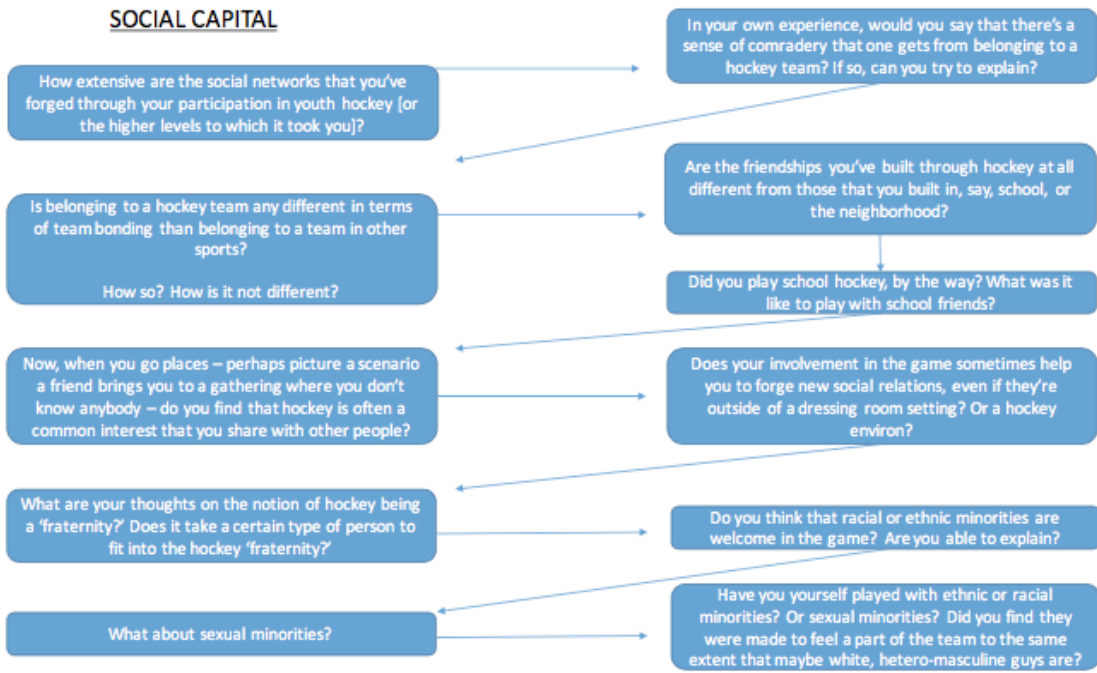 SOCIAL CAPITAL
How extensive are the social networks that you've
forged through your participation in youth hockey [or
the higher levels to which it took you]?
In your own experience, would you say that there's a
sense of comradery that one gets from belonging to a
hockey team? If so, can you try to explain?
Is belonging to a hockey team any different in terms
of team bonding than belonging to a team in other
sports?
How so? How is it not different?
Are the friendships you've built through hockey at all
different from those that you built in, say, school, or
the neighborhood?
Did you play school hockey, by the way? What was it
like to play with school friends?
Now, when you go places – perhaps picture a scenario
a friend brings you to a gathering where you don't
know anybody – do you find that hockey is often a
common interest that you share with other people?
Does your involvement in the game sometimes help
you to forge new social relations, even if they're
outside of a dressing room setting? Or a hockey
environ?
What are your thoughts on the notion of hockey being
a 'fraternity?' Does it take a certain type of person to
fit into the hockey 'fraternity?'
Do you think that racial or ethnic minorities are
welcome in the game? Are you able to explain?
What about sexual minorities?
Have you yourself played with ethnic or racial
minorities? Or sexual minorities? Did you find they
were made to feel a part of the team to the same
extent that maybe white, hetero-masculine guys are?